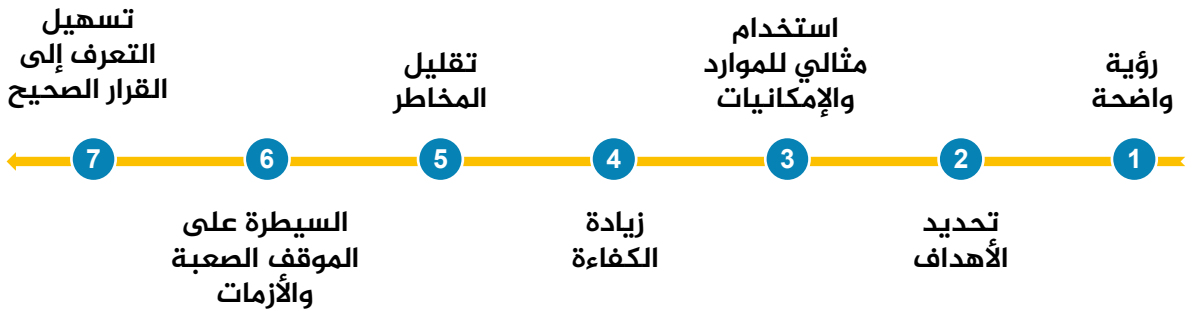 1
رؤية
واضحة
2
تحديد
الأهداف
3
استخدام
مثالي للموارد
والإمكانيات
4
زيادة
الكفاءة
5
تقليل
المخاطر
6
السيطرة على
الموقف الصعبة
والأزمات
7
تسهيل
التعرف إلى
القرار الصحيح